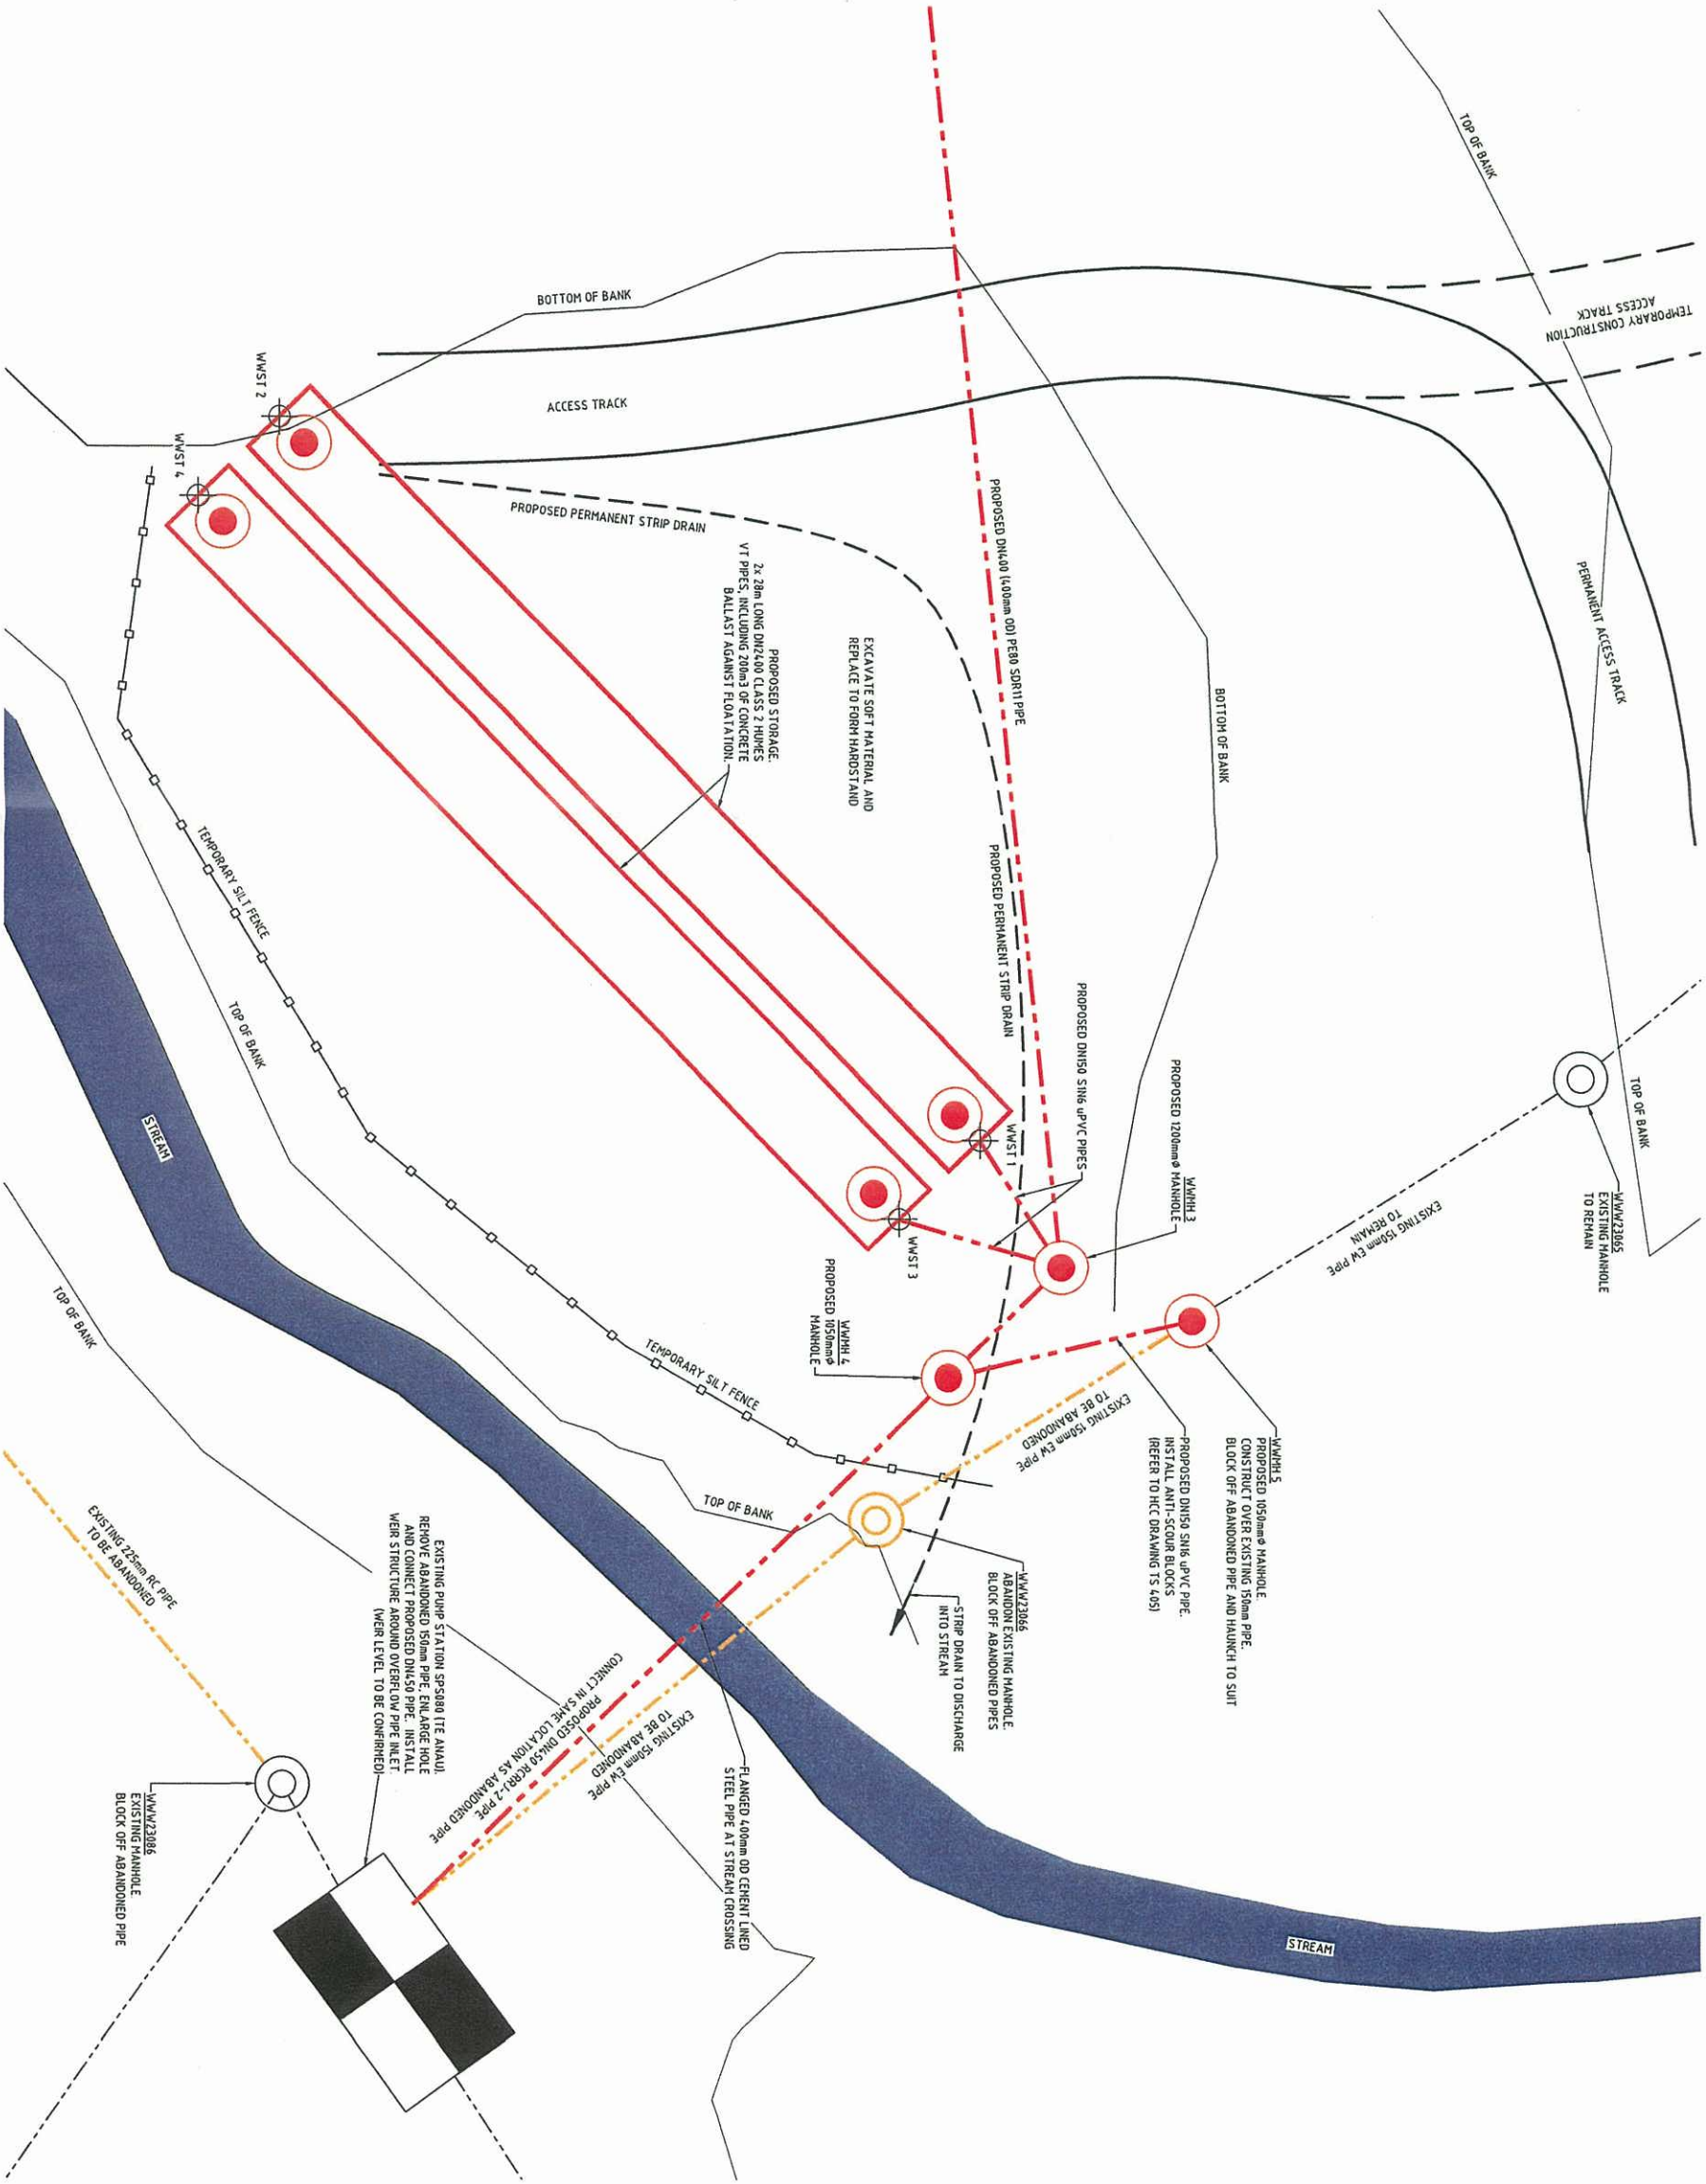 TOP OF BANK
TEMPORARY CONSTRUCTION
ACCESS TRACK
PERMANENT ACCESS TRACK
TOP OF BANK
WWW23065
EXISTING MANHOLE
TO REMAIN
EXISTING 150mm EW PIPE
TO REMAIN
BOTTOM OF BANK
BOTTOM OF BANK
ACCESS TRACK
PROPOSED DN400 (400mm OD) PE80 SDR11 PIPE
PROPOSED PERMANENT STRIP DRAIN
PROPOSED PERMANENT STRIP DRAIN
PROPOSED DN150 SN16 uPVC PIPES
WWMH 3
PROPOSED 1200mmØ MANHOLE
WWMH 5
PROPOSED 1050mmØ MANHOLE.
CONSTRUCT OVER EXISTING 150mm PIPE.
BLOCK OFF ABANDONED PIPE AND HAUNCH TO SUIT
PROPOSED DN150 SN16 uPVC PIPE.
INSTALL ANTI-SCOUR BLOCKS
(REFER TO HCC DRAWING TS 405)
EXISTING 150mm EW PIPE
TO BE ABANDONED
EXCAVATE SOFT MATERIAL AND
REPLACE TO FORM HARDSTAND
PROPOSED STORAGE.
2x 28m LONG DN2400 CLASS 2 HUMES
VT PIPES, INCLUDING 200m3 OF CONCRETE
BALLAST AGAINST FLOATATION.
WWST 1
WWST 2
WWST 3
WWST 4
WWMH 4
PROPOSED 1050mmØ
MANHOLE
WWW23066
ABANDON EXISTING MANHOLE.
BLOCK OFF ABANDONED PIPES
STRIP DRAIN TO DISCHARGE
INTO STREAM
TEMPORARY SILT FENCE
TEMPORARY SILT FENCE
TOP OF BANK
TOP OF BANK
TOP OF BANK
STREAM
STREAM
FLANGED 400mm OD CEMENT LINED
STEEL PIPE AT STREAM CROSSING
EXISTING 150mm EW PIPE
TO BE ABANDONED
PROPOSED DN450 RCRRJ-Z PIPE
CONNECT IN SAME LOCATION AS ABANDONED PIPE
EXISTING PUMP STATION SPS080 (TE ANAU).
REMOVE ABANDONED 150mm PIPE, ENLARGE HOLE
AND CONNECT PROPOSED DN450 PIPE. INSTALL
WEIR STRUCTURE AROUND OVERFLOW PIPE INLET
(WEIR LEVEL TO BE CONFIRMED)
EXISTING 225mm RC PIPE
TO BE ABANDONED
WWW23086
EXISTING MANHOLE.
BLOCK OFF ABANDONED PIPE